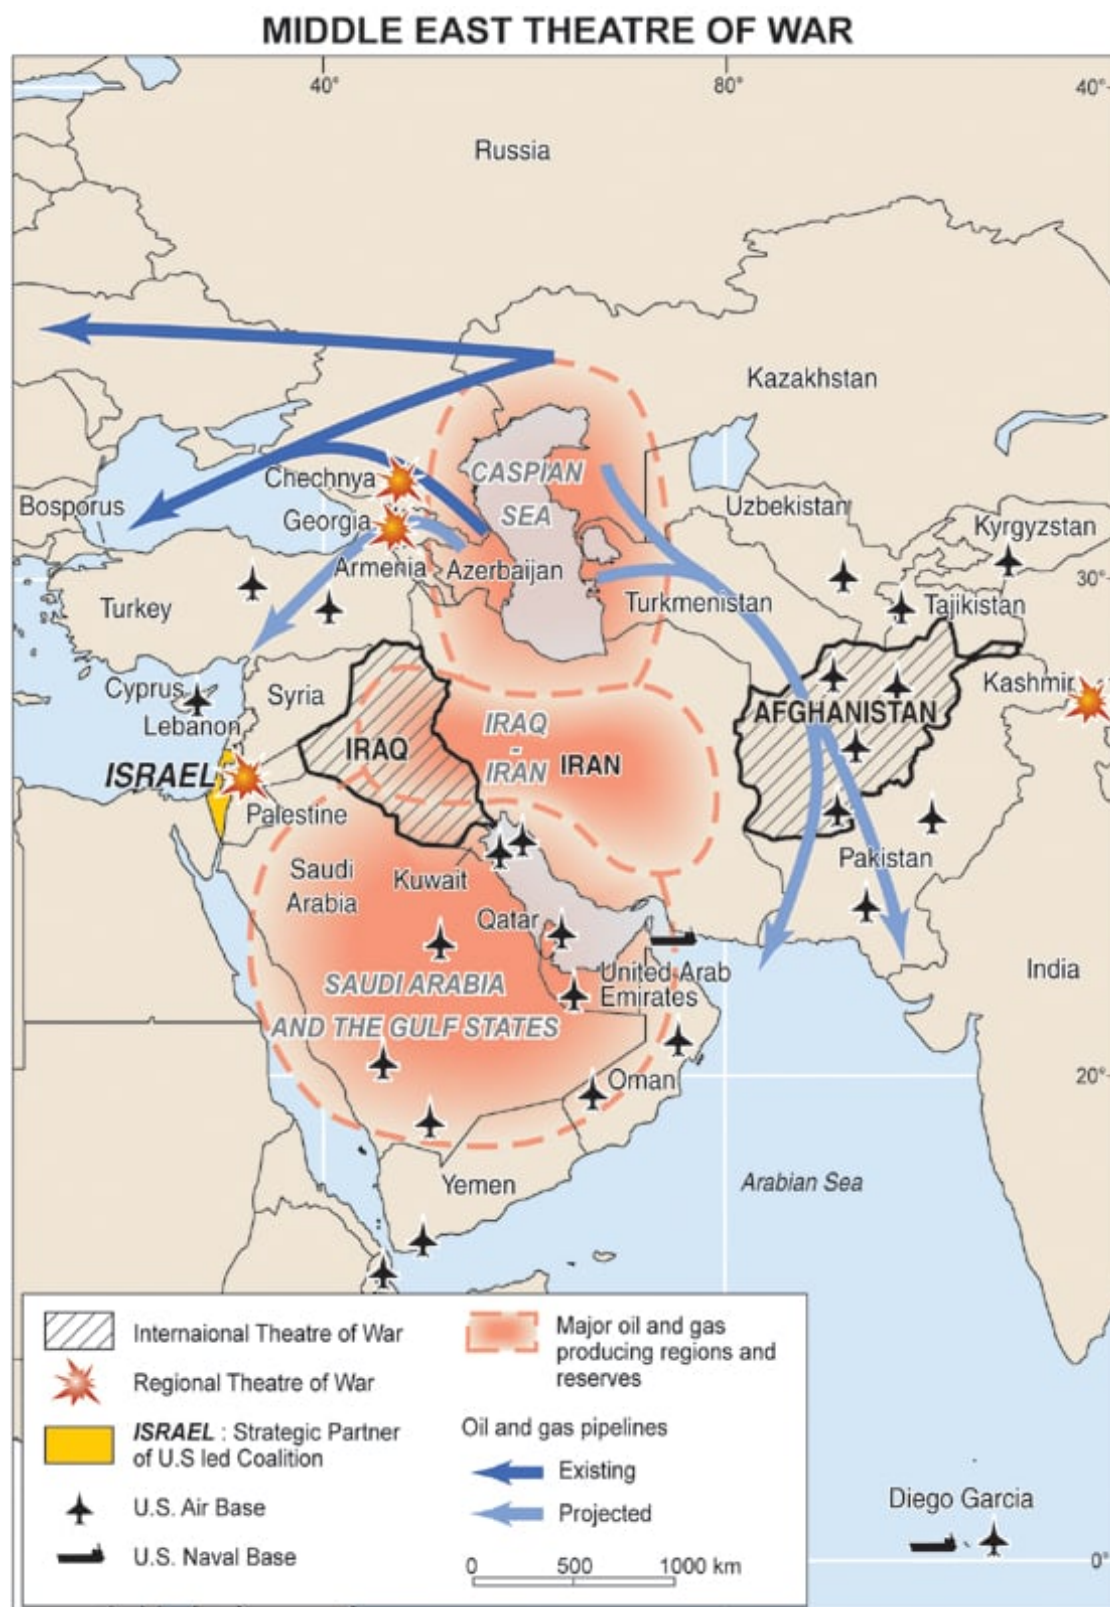 MIDDLE EAST THEATRE OF WAR
40°
80°
40°
Russia
Kazakhstan
CASPIAN
SEA
Chechnya
Bosporus
Georgia
Uzbekistan
Kyrgyzstan
Armenia
Azerbaijan
30°
Turkey
Turkmenistan
Tajikistan
Cyprus
Syria
Kashmir
Lebanon
AFGHANISTAN
IRAQ
IRAQ
-
IRAN
IRAN
ISRAEL
Palestine
Saudi
Arabia
Kuwait
Pakistan
Qatar
India
SAUDI ARABIA
AND THE GULF STATES
United Arab
Emirates
20°
Oman
Yemen
Arabian Sea
Internaional Theatre of War
Regional Theatre of War
ISRAEL : Strategic Partner
of U.S led Coalition
U.S. Air Base
U.S. Naval Base
Major oil and gas
producing regions and
reserves
Oil and gas pipelines
Existing
Projected
0 500 1000 km
Diego Garcia
0°